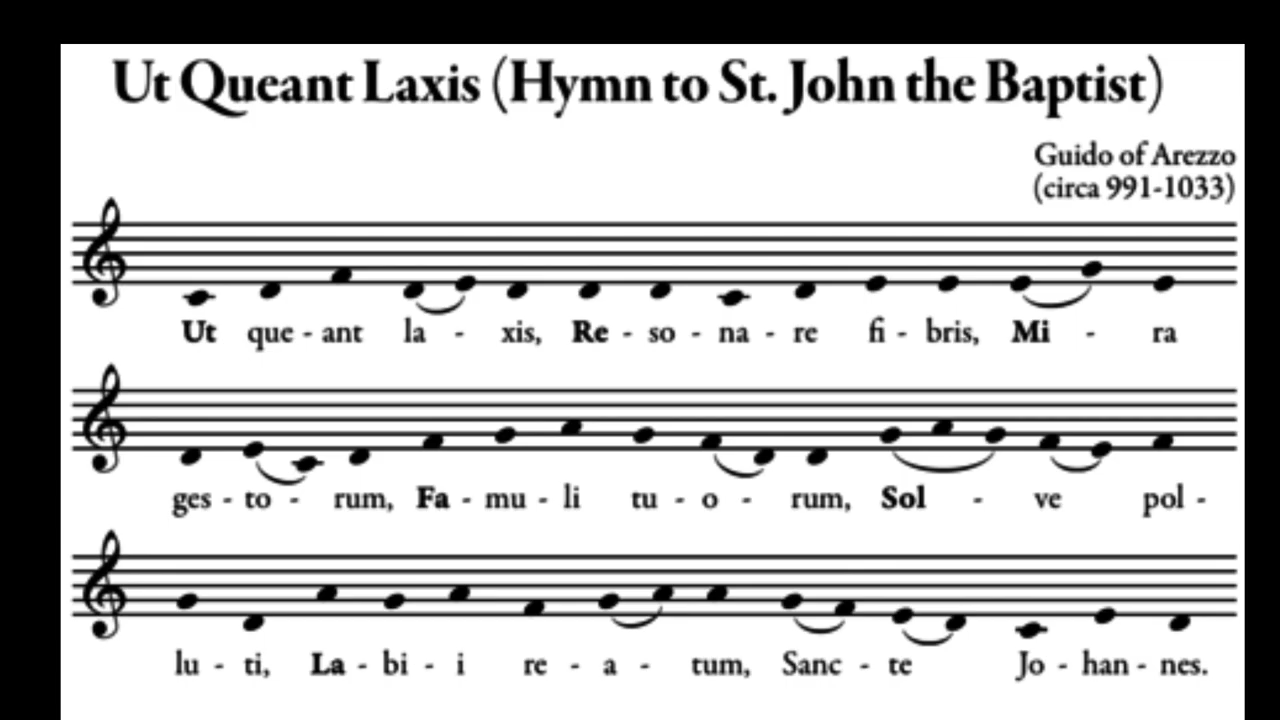 Ut Queant Laxis (Hymn to St. John the Baptist)
Guido of Arezzo
(circa 991-1033)
Ut que - ant la - xis, Re - so - na - re fi - bris, Mi - ra
ges - to - rum, Fa - mu - li tu - o - rum, Sol - ve pol -
lu - ti, La - bi - i re - a - tum, Sanc - te Jo - han - nes.